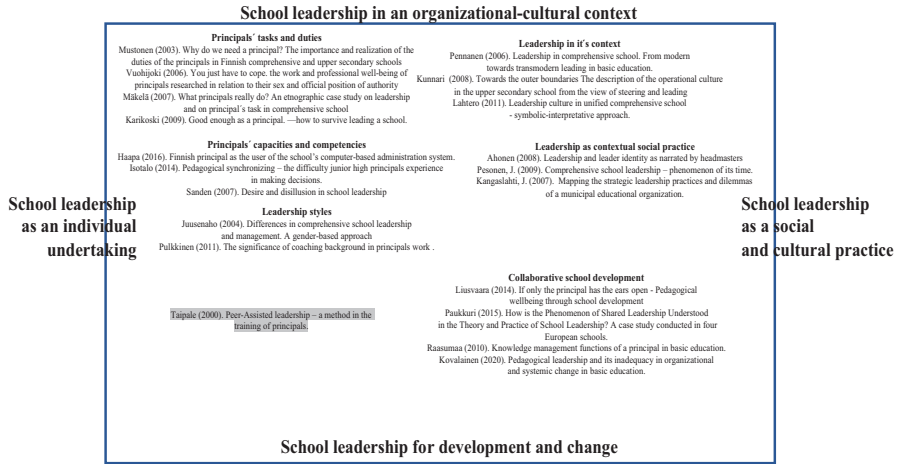 School leadership in an organizational-cultural context
Principals´ tasks and duties
Mustonen (2003). Why do we need a principal? The importance and realization of the
duties of the principals in Finnish comprehensive and upper secondary schools
Vuohijoki (2006). You just have to cope. the work and professional well-being of
principals researched in relation to their sex and official position of authority
Mäkelä (2007). What principals really do? An etnographic case study on leadership
and on principal´s task in comprehensive school
Karikoski (2009). Good enough as a principal. —how to survive leading a school.
Principals´ capacities and competencies
Haapa (2016). Finnish principal as the user of the school’s computer-based administration system.
Isotalo (2014). Pedagogical synchronizing – the difficulty junior high principals experience
in making decisions.
Sanden (2007). Desire and disillusion in school leadership
Leadership styles
Juusenaho (2004). Differences in comprehensive school leadership
and management. A gender-based approach
Pulkkinen (2011). The significance of coaching background in principals work .
Taipale (2000). Peer-Assisted leadership – a method in the
training of principals.
Leadership in it´s context
Pennanen (2006). Leadership in comprehensive school. From modern
towards transmodern leading in basic education.
Kunnari (2008). Towards the outer boundaries The description of the operational culture
in the upper secondary school from the view of steering and leading
Lahtero (2011). Leadership culture in unified comprehensive school
- symbolic-interpretative approach.
Leadership as contextual social practice
Ahonen (2008). Leadership and leader identity as narrated by headmasters
Pesonen, J. (2009). Comprehensive school leadership – phenomenon of its time.
Kangaslahti, J. (2007). Mapping the strategic leadership practices and dilemmas
of a municipal educational organization.
Collaborative school development
Liusvaara (2014). If only the principal has the ears open - Pedagogical
wellbeing through school development
Paukkuri (2015). How is the Phenomenon of Shared Leadership Understood
in the Theory and Practice of School Leadership? A case study conducted in four
European schools.
Raasumaa (2010). Knowledge management functions of a principal in basic education.
Kovalainen (2020). Pedagogical leadership and its inadequacy in organizational
and systemic change in basic education.
School leadership
as an individual
undertaking
School leadership
as a social
and cultural practice
School leadership for development and change